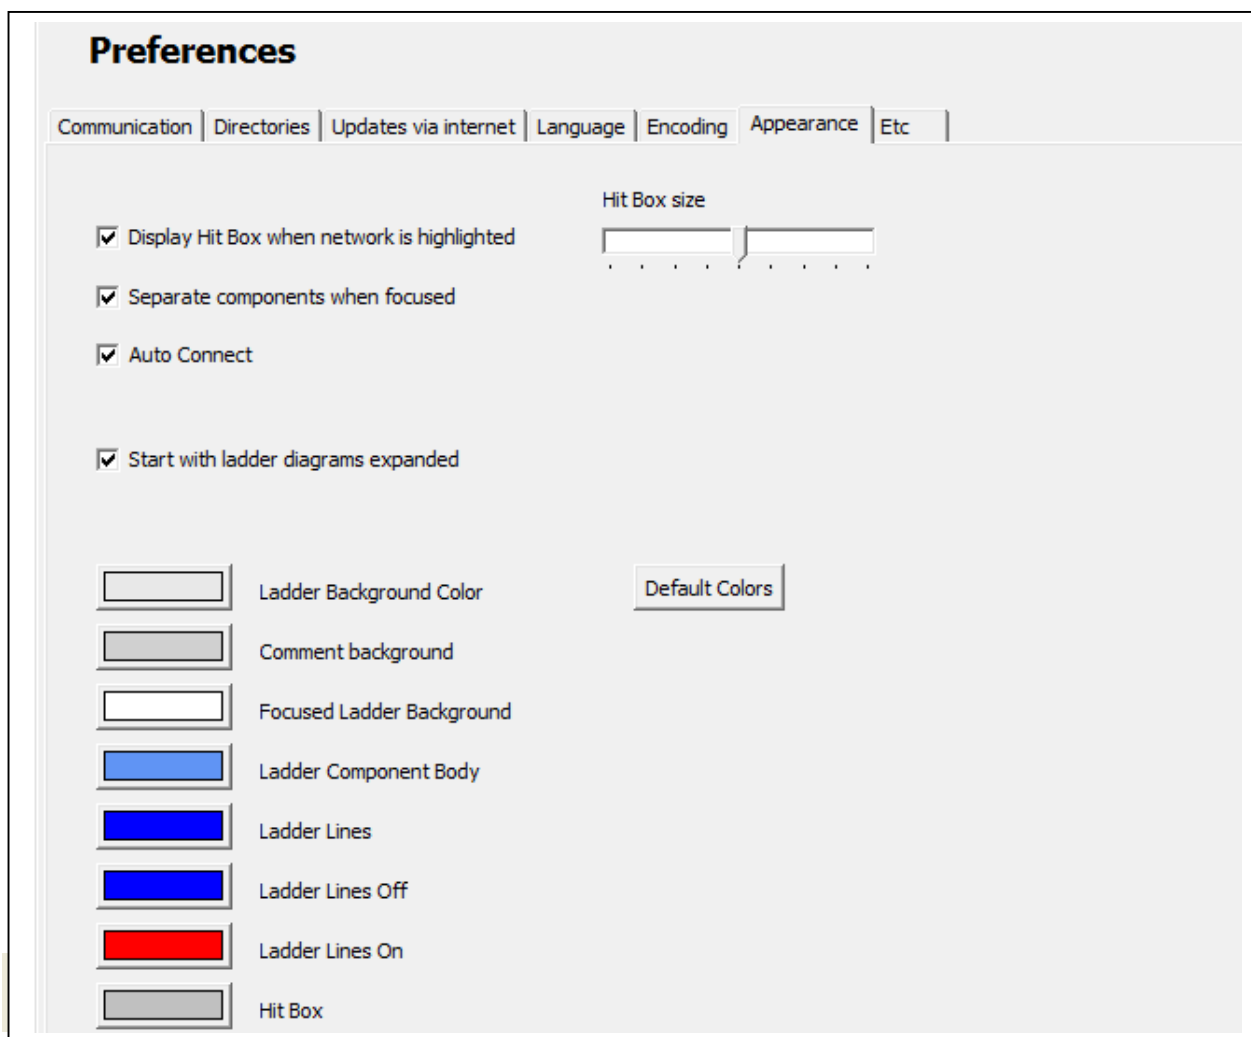 Preferences
Communication Directories Updates via internet Language Encoding Appearance Etc
Hit Box size
Display Hit Box when network is highlighted
Separate components when focused
Auto Connect
Start with ladder diagrams expanded
Ladder Background Color Default Colors
Comment background
Focused Ladder Background
Ladder Component Body
Ladder Lines
Ladder Lines Off
Ladder Lines On
Hit Box